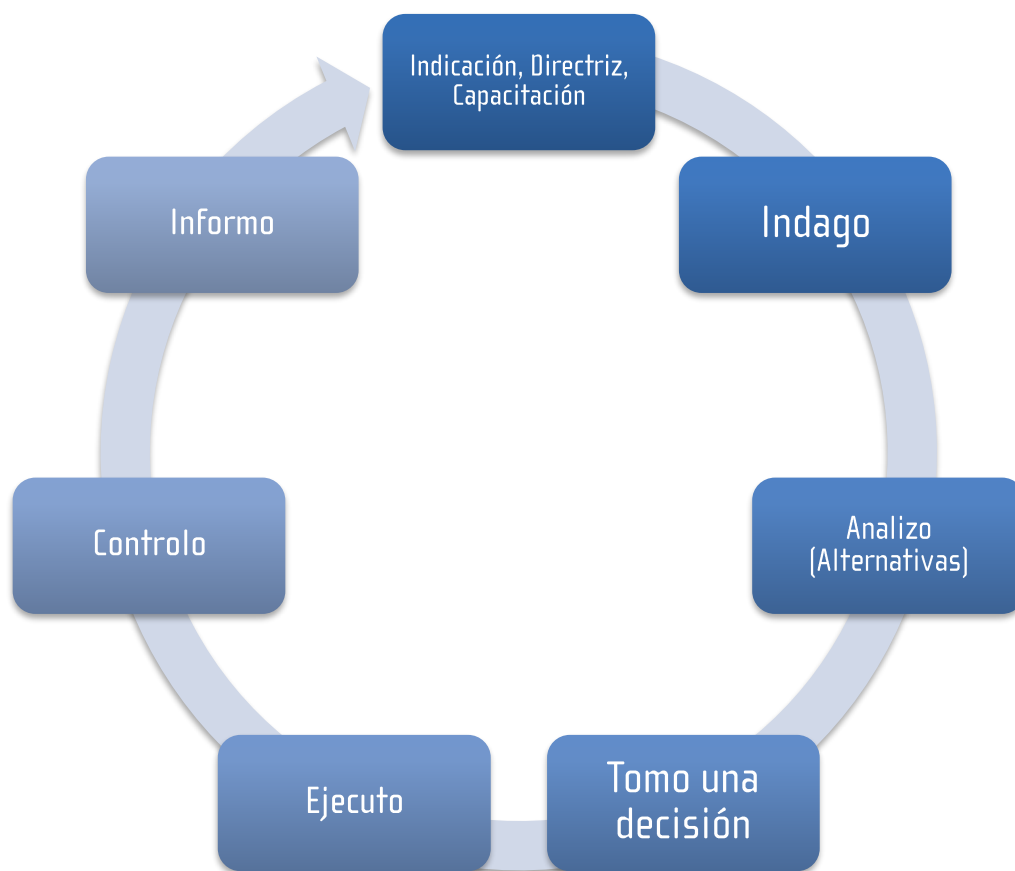 Indicación, Directriz,
Capacitación
Indago
Analizo
(Alternativas)
Tomo una
decisión
Ejecuto
Controlo
Informo